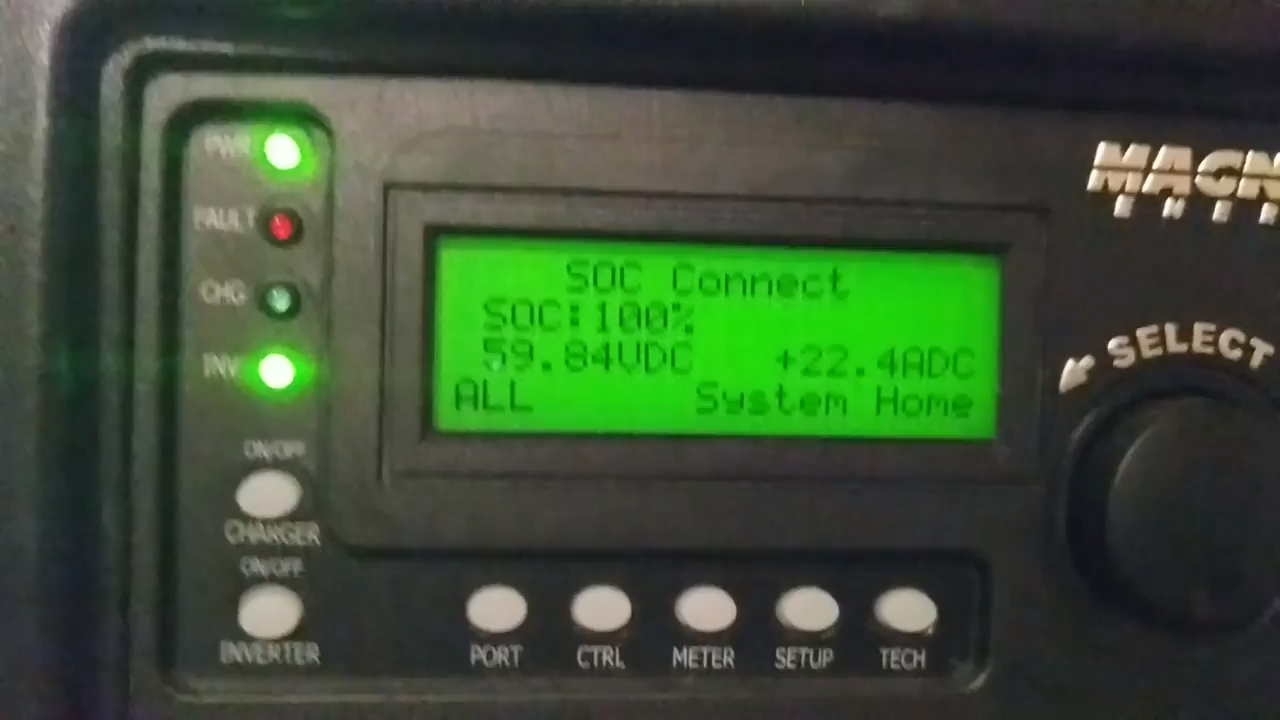 PWR
FAULT
CHG
INV
ON/OFF
CHARGER
ON/OFF
INVERTER
SOC Connect
SOC:100%
59.84VDC +22.4ADC
ALL System Home
PORT CTRL METER SETUP TECH
MAGN
SELECT